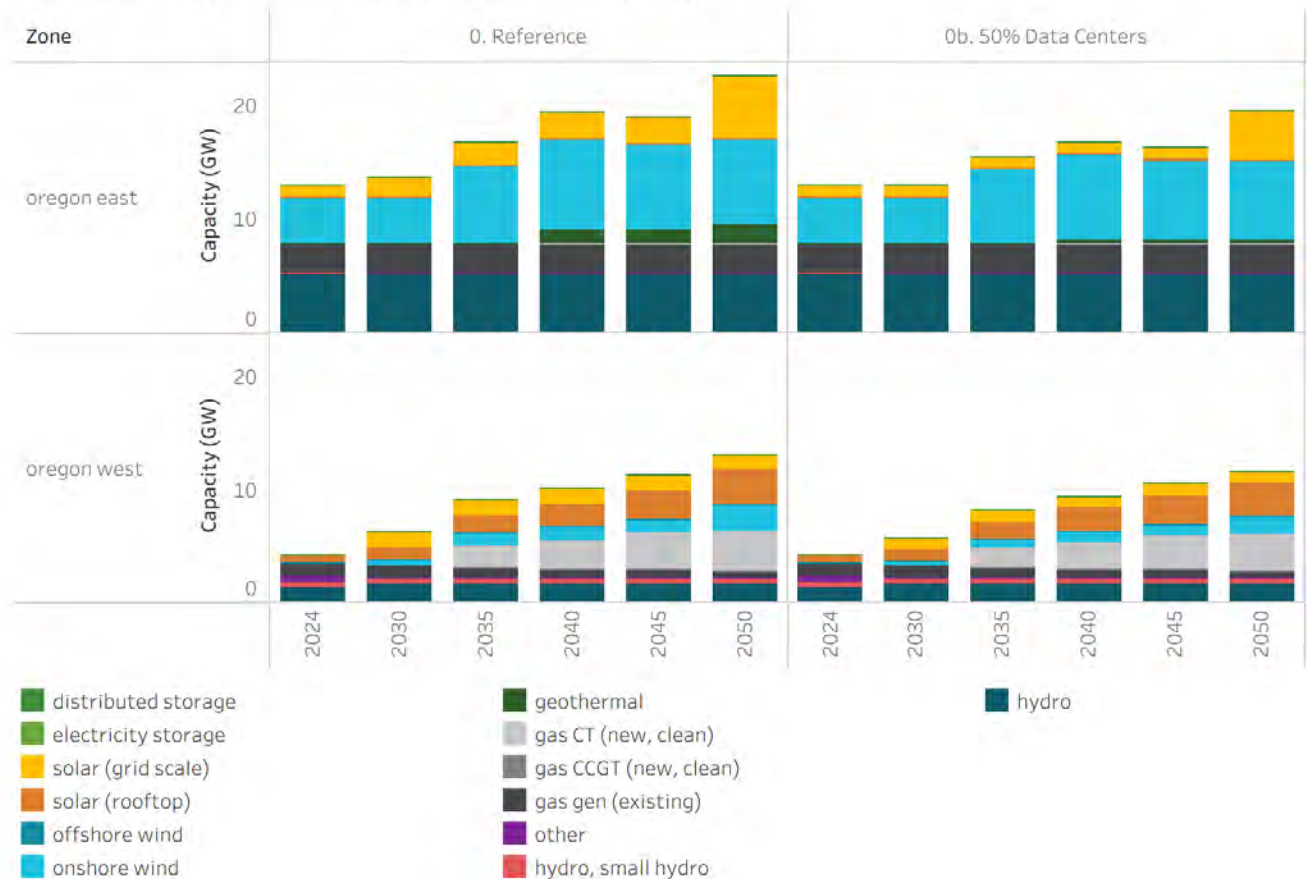 Zone
0. Reference
0b. 50% Data Centers
oregon east
Capacity (GW)
20
10
0
oregon west
Capacity (GW)
20
10
0
2024
2030
2035
2040
2045
2050
2024
2030
2035
2040
2045
2050
distributed storage
electricity storage
solar (grid scale)
solar (rooftop)
offshore wind
onshore wind
geothermal
gas CT (new, clean)
gas CCGT (new, clean)
gas gen (existing)
other
hydro, small hydro
hydro